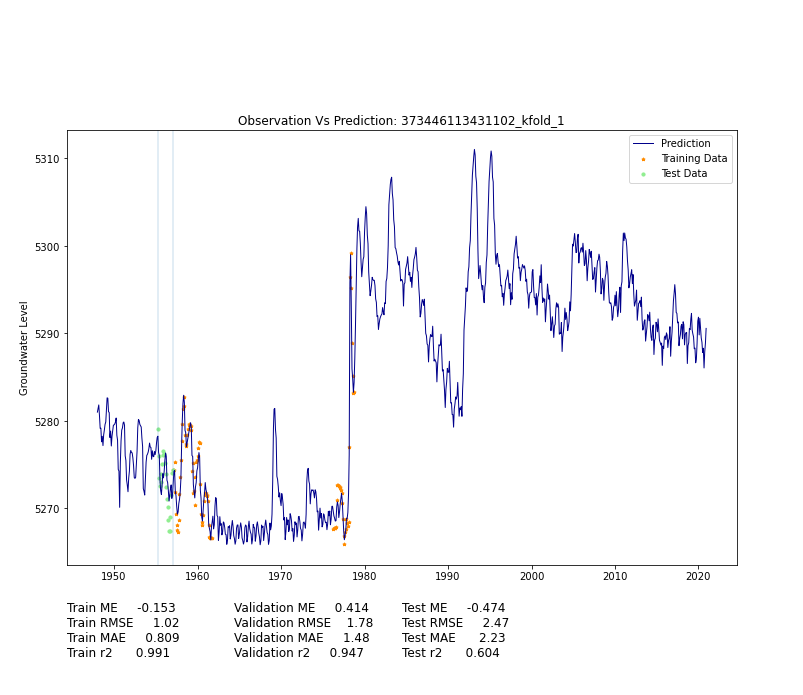 Observation Vs Prediction: 373446113431102_kfold_1
Prediction
Training Data
Test Data
Groundwater Level
5310
5300
5290
5280
5270
1950 1960 1970 1980 1990 2000 2010 2020
Train ME -0.153 Validation ME 0.414 Test ME -0.474
Train RMSE 1.02 Validation RMSE 1.78 Test RMSE 2.47
Train MAE 0.809 Validation MAE 1.48 Test MAE 2.23
Train r2 0.991 Validation r2 0.947 Test r2 0.604